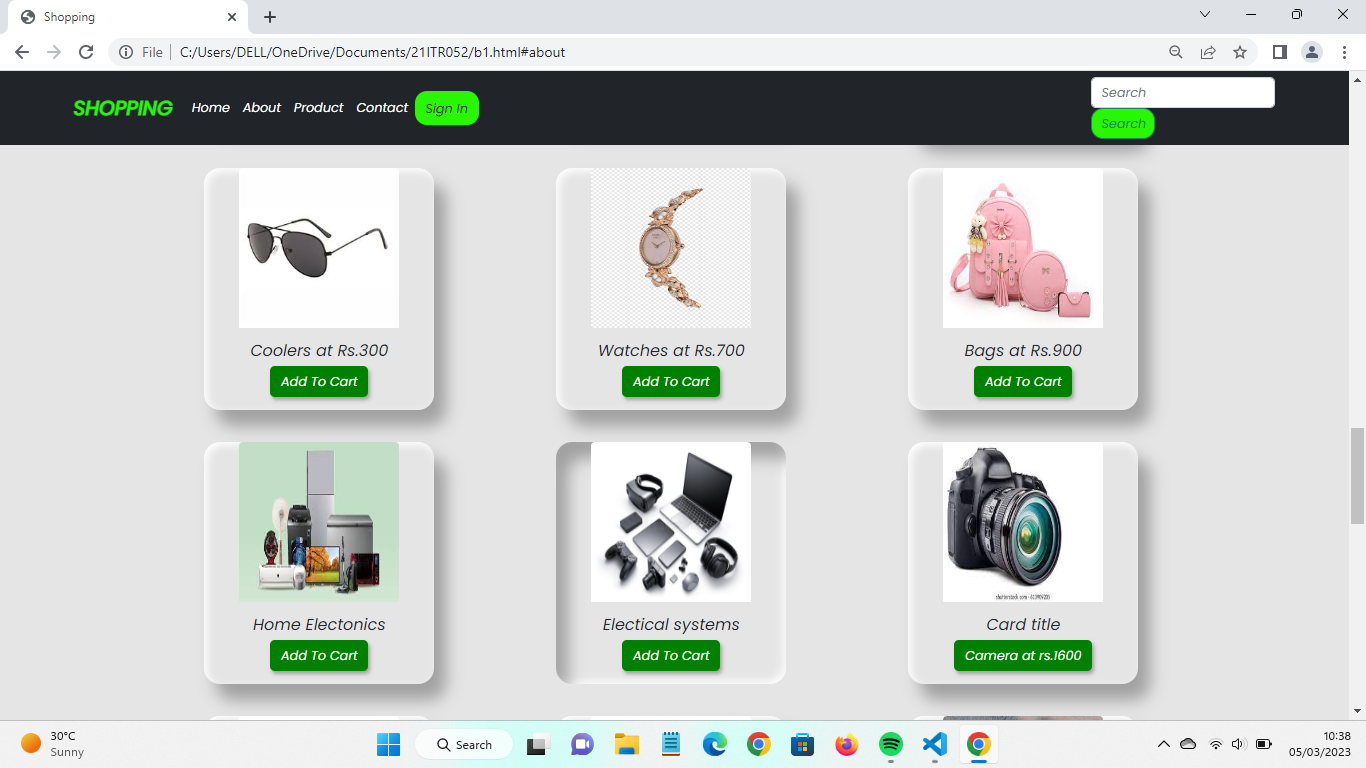 Shopping
File
C:/Users/DELL/OneDrive/Documents/21ITR052/b1.html#about
SHOPPING
Home
About
Product
Contact
Sign In
Search
Search
Coolers at Rs.300
Watches at Rs.700
Bags at Rs.900
Add To Cart
Add To Cart
Add To Cart
shutterstock.com · 613909235
Home Electonics
Electical systems
Card title
Add To Cart
Add To Cart
Camera at rs.1600
30°C
Sunny
Search
10:38
05/03/2023